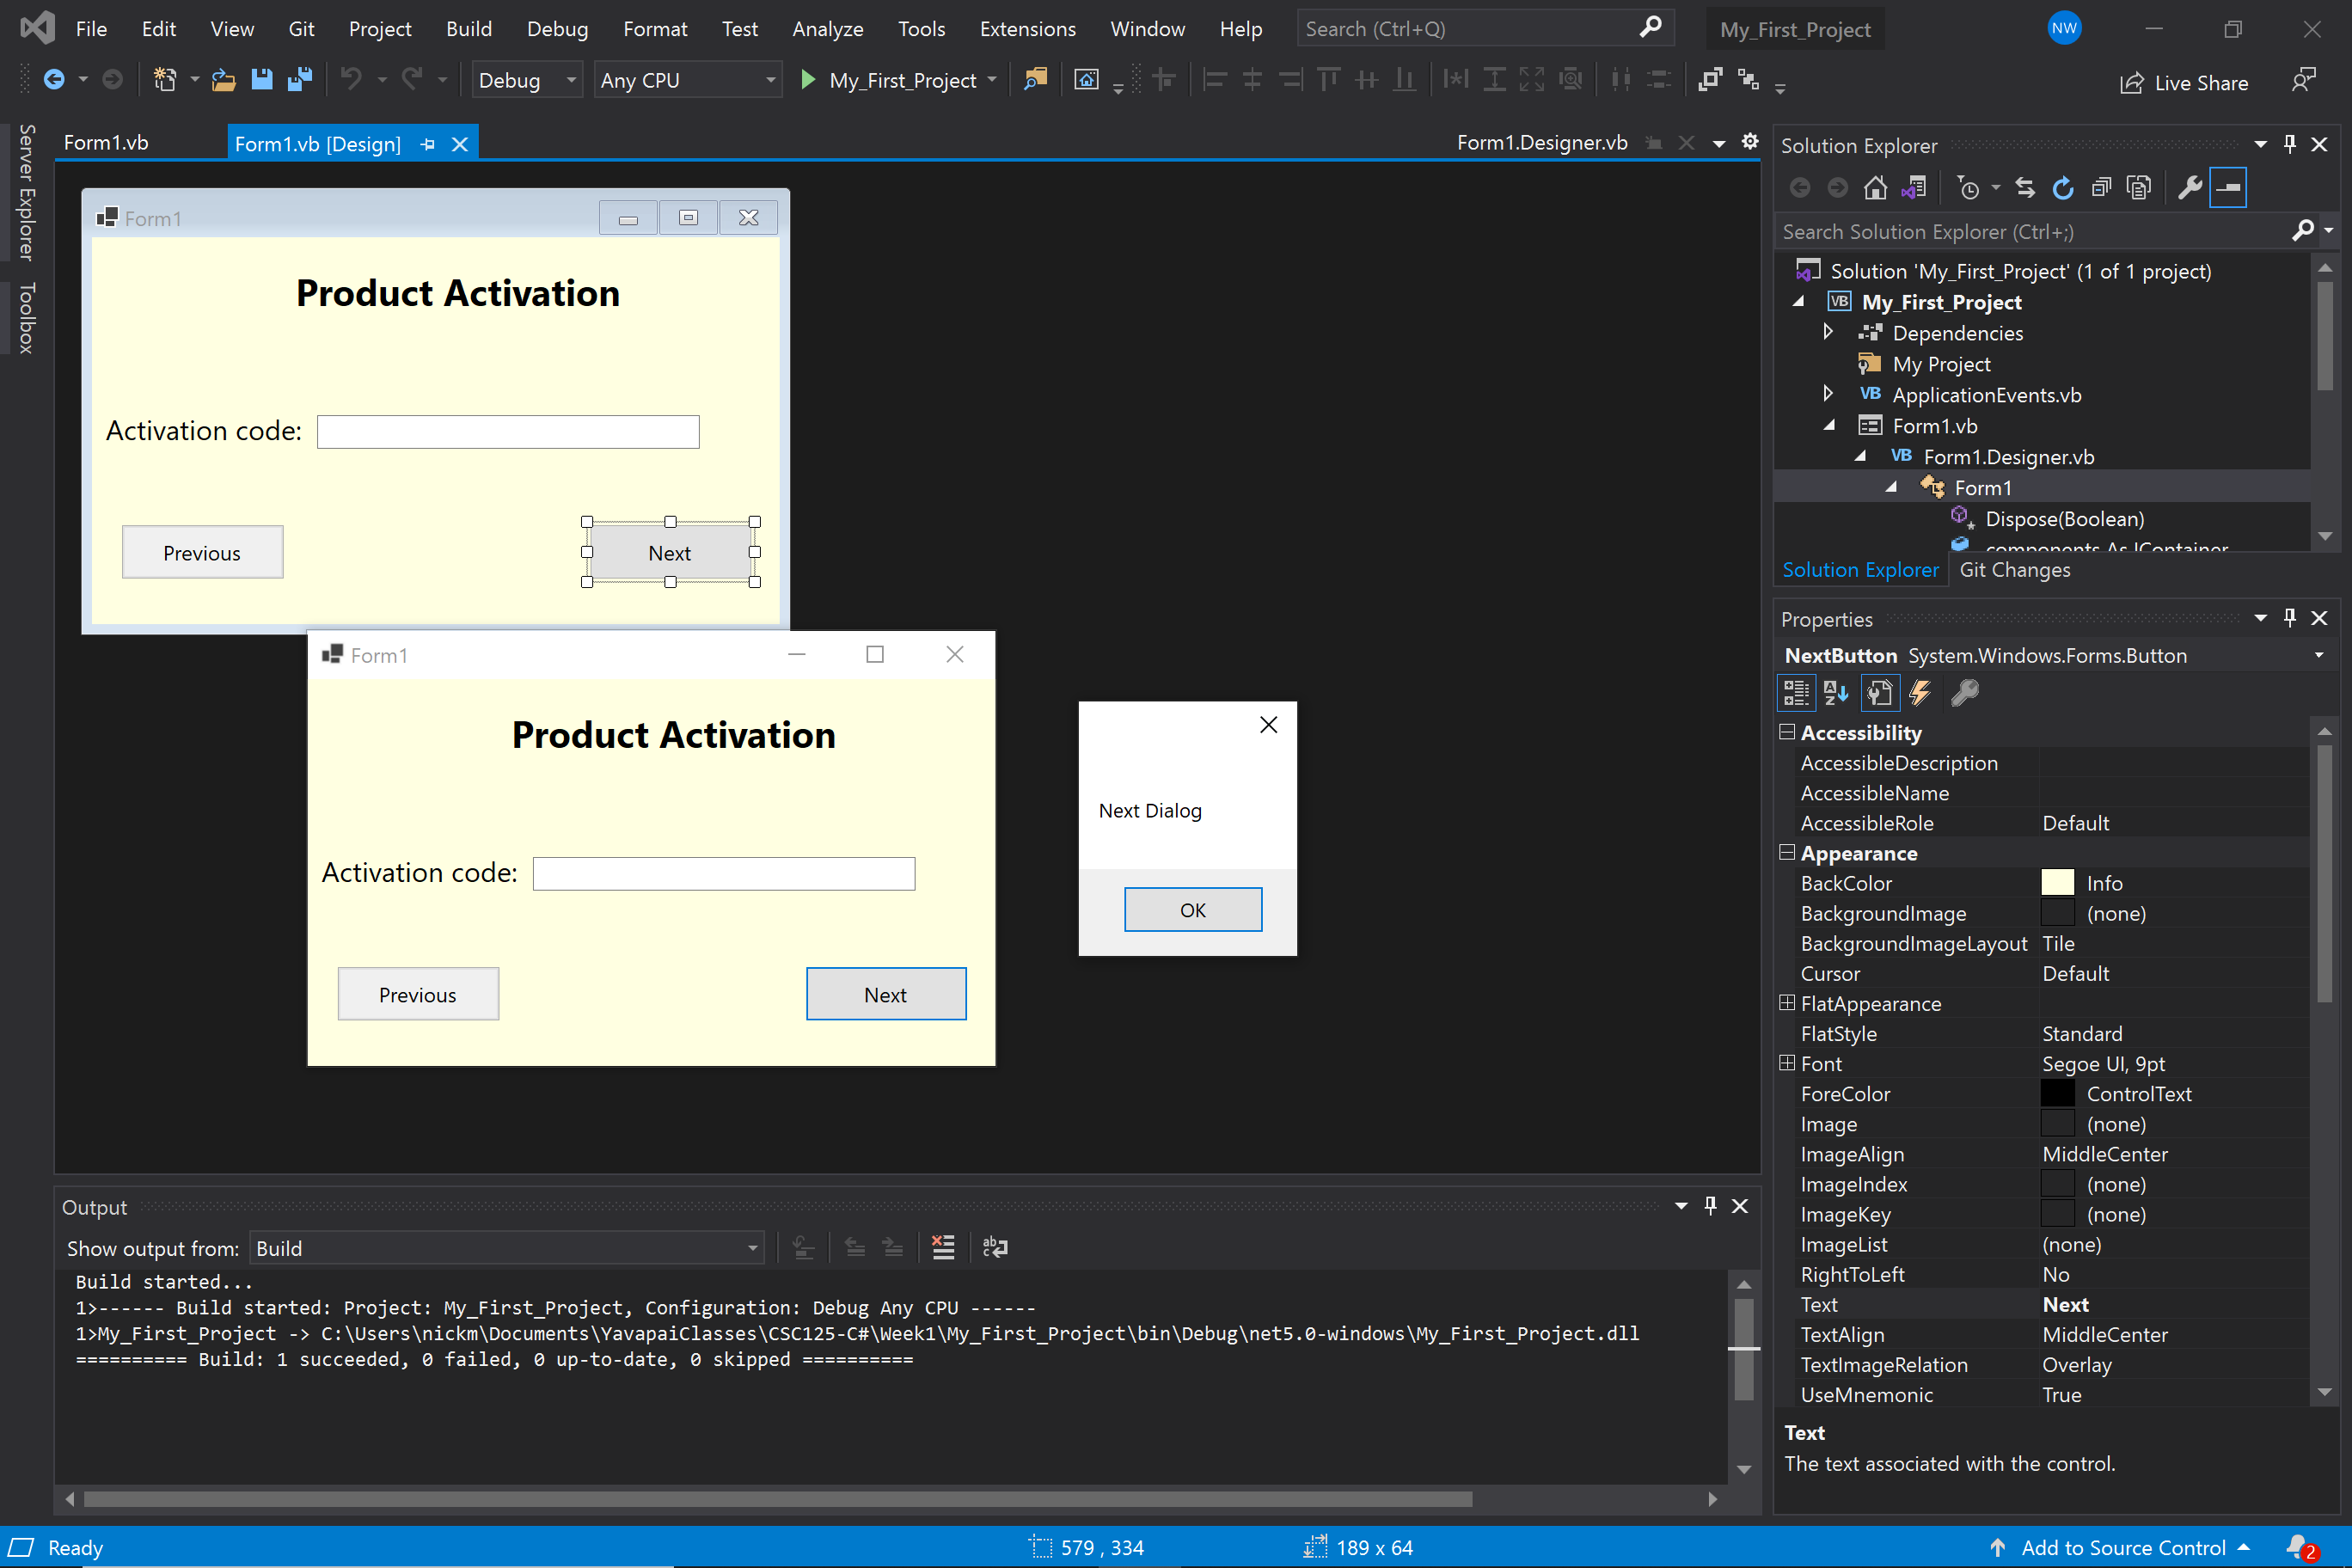 File Edit View Git Project Build Debug Format Test Analyze Tools Extensions Window Help Search (Ctrl+Q) My_First_Project NW
Debug Any CPU My_First_Project Live Share
Server Explorer
Toolbox
Form1.vb Form1.vb [Design] Form1.Designer.vb
Form1
Product Activation
Activation code:
Previous Next
Form1
Product Activation
Activation code:
Previous Next
Next Dialog
OK
Output
Show output from: Build
Build started...
1>------ Build started: Project: My_First_Project, Configuration: Debug Any CPU ------
1>My_First_Project -> C:\Users\nickm\Documents\YavapaiClasses\CSC125-C#\Week1\My_First_Project\bin\Debug\net5.0-windows\My_First_Project.dll
========== Build: 1 succeeded, 0 failed, 0 up-to-date, 0 skipped ==========
Solution Explorer
Search Solution Explorer (Ctrl+;)
Solution 'My_First_Project' (1 of 1 project)
VB My_First_Project
Dependencies
My Project
VB ApplicationEvents.vb
Form1.vb
VB Form1.Designer.vb
Form1
Dispose(Boolean)
components As IContainer
Solution Explorer Git Changes
Properties
NextButton System.Windows.Forms.Button
Accessibility
AccessibleDescription
AccessibleName
AccessibleRole Default
Appearance
BackColor Info
BackgroundImage (none)
BackgroundImageLayout Tile
Cursor Default
FlatAppearance
FlatStyle Standard
Font Segoe UI, 9pt
ForeColor ControlText
Image (none)
ImageAlign MiddleCenter
ImageIndex (none)
ImageKey (none)
ImageList (none)
RightToLeft No
Text Next
TextAlign MiddleCenter
TextImageRelation Overlay
UseMnemonic True
Text
The text associated with the control.
Ready 579 , 334 189 x 64 Add to Source Control 2